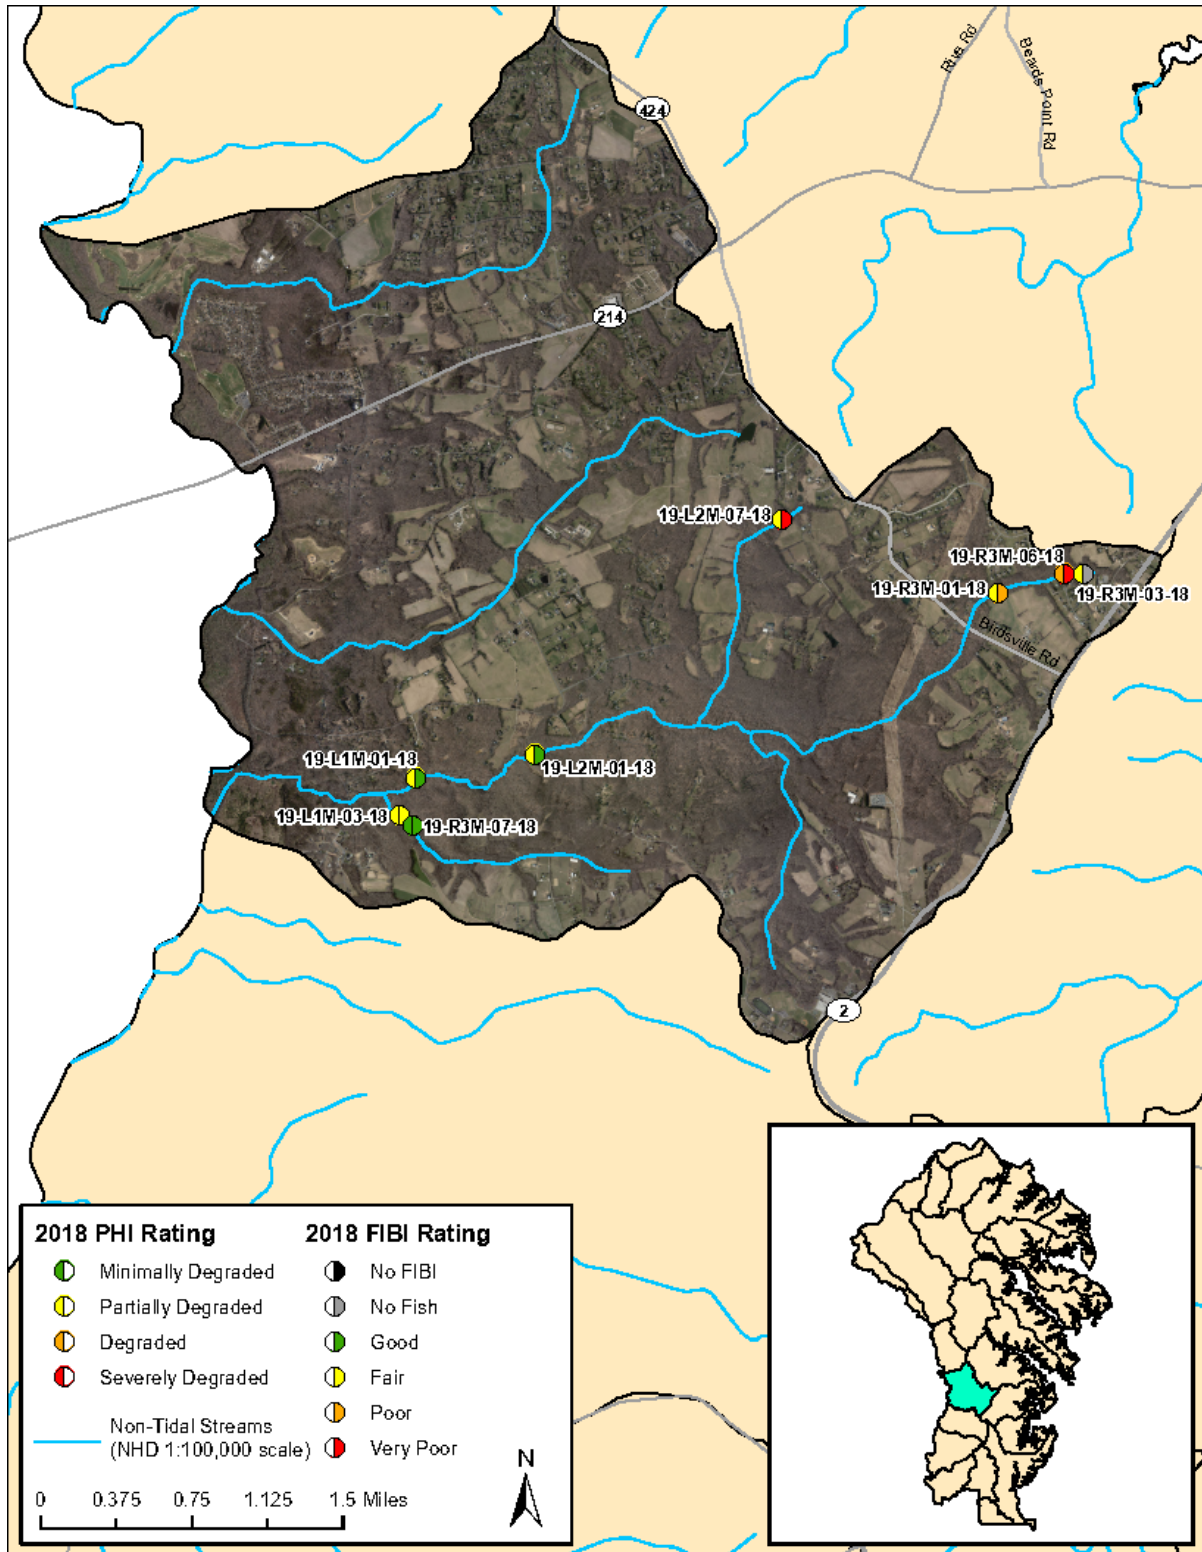 Riva Rd
Beards Point Rd
424
214
19-L2M-07-18
19-R3M-06-18
19-R3M-01-18
19-R3M-03-18
Birdsville Rd
19-L1M-01-18
19-L2M-01-18
19-L1M-03-18
19-R3M-07-18
2
2018 PHI Rating
Minimally Degraded
Partially Degraded
Degraded
Severely Degraded
Non-Tidal Streams
(NHD 1:100,000 scale)
2018 FIBI Rating
No FIBI
No Fish
Good
Fair
Poor
Very Poor
N
0 0.375 0.75 1.125 1.5 Miles